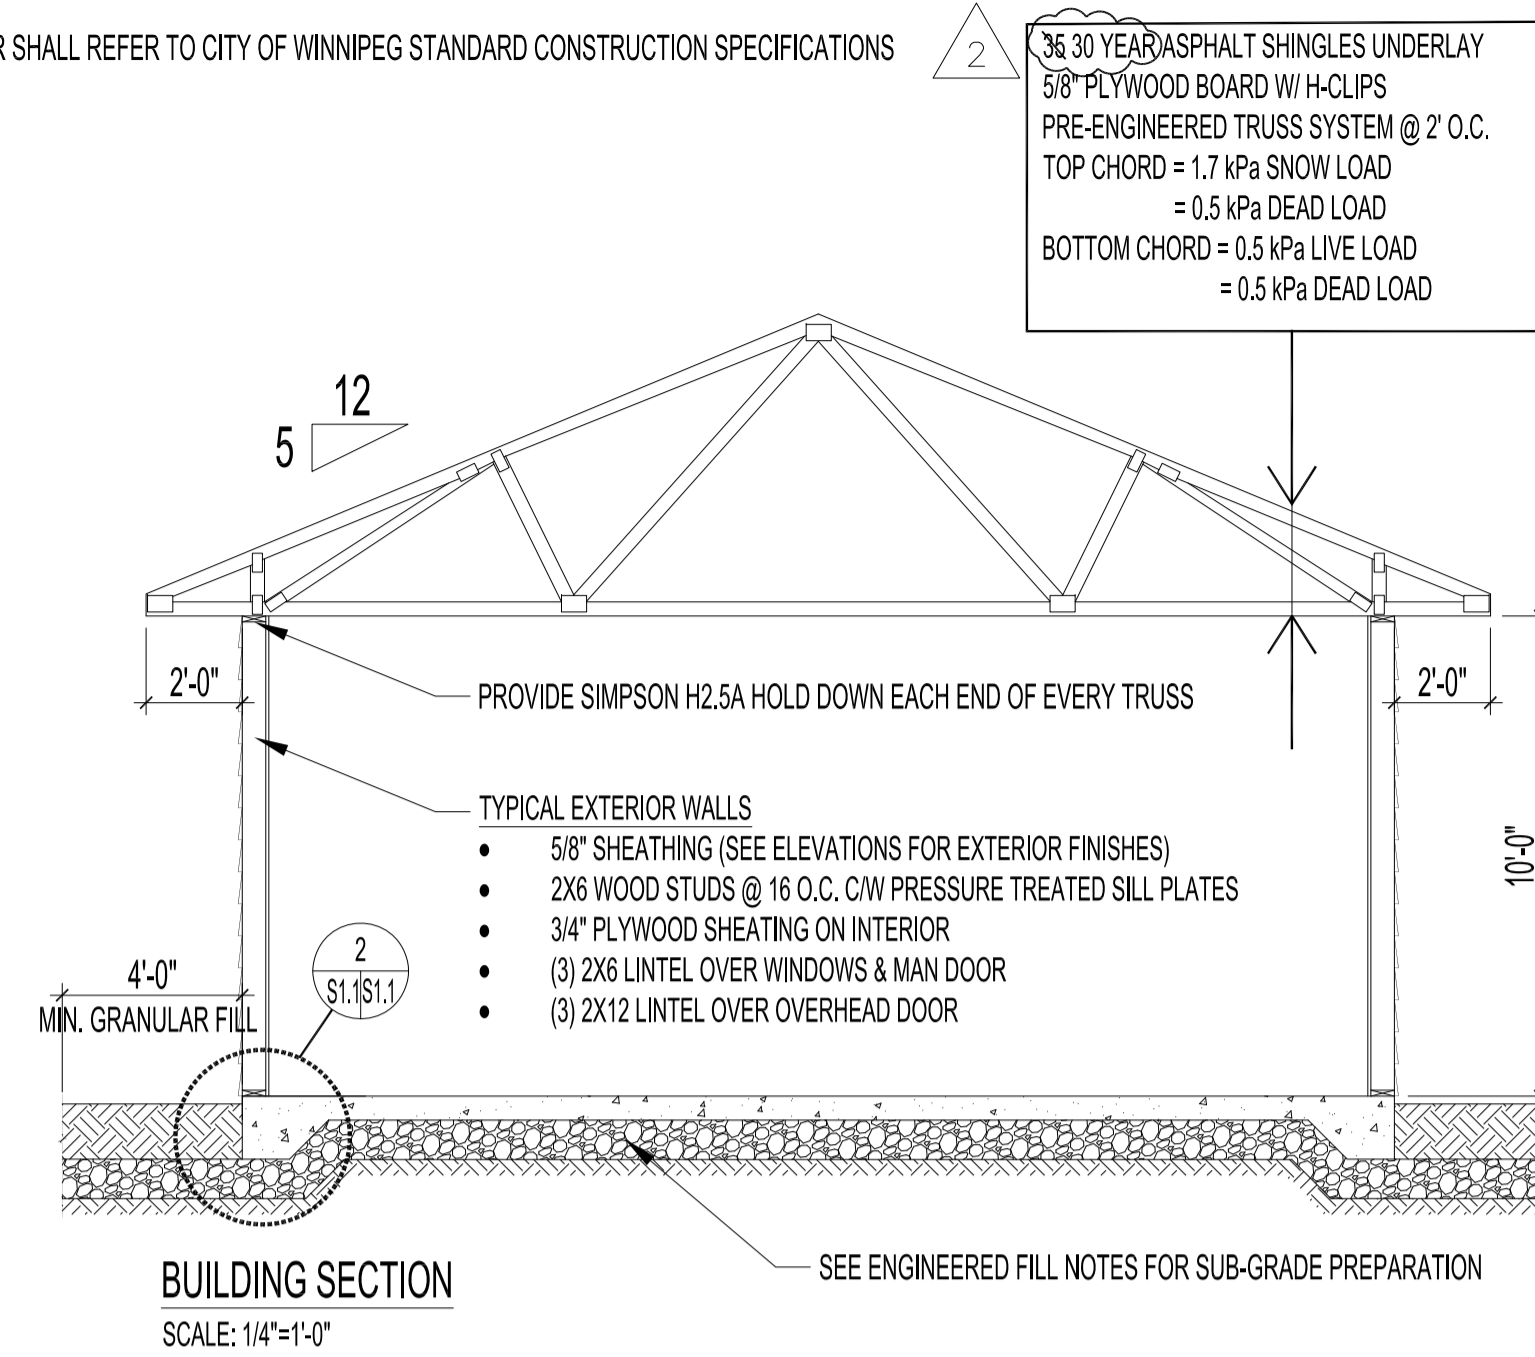 R SHALL REFER TO CITY OF WINNIPEG STANDARD CONSTRUCTION SPECIFICATIONS
2
35 30 YEAR ASPHALT SHINGLES UNDERLAY
5/8" PLYWOOD BOARD W/ H-CLIPS
PRE-ENGINEERED TRUSS SYSTEM @ 2' O.C.
TOP CHORD = 1.7 kPa SNOW LOAD
= 0.5 kPa DEAD LOAD
BOTTOM CHORD = 0.5 kPa LIVE LOAD
= 0.5 kPa DEAD LOAD
12
5
2'-0"
PROVIDE SIMPSON H2.5A HOLD DOWN EACH END OF EVERY TRUSS
2'-0"
TYPICAL EXTERIOR WALLS
• 5/8" SHEATHING (SEE ELEVATIONS FOR EXTERIOR FINISHES)
• 2X6 WOOD STUDS @ 16 O.C. C/W PRESSURE TREATED SILL PLATES
• 3/4" PLYWOOD SHEATING ON INTERIOR
• (3) 2X6 LINTEL OVER WINDOWS & MAN DOOR
• (3) 2X12 LINTEL OVER OVERHEAD DOOR
10'-0"
2
S1.1 S1.1
4'-0"
MIN. GRANULAR FILL
SEE ENGINEERED FILL NOTES FOR SUB-GRADE PREPARATION
BUILDING SECTION
SCALE: 1/4"=1'-0"